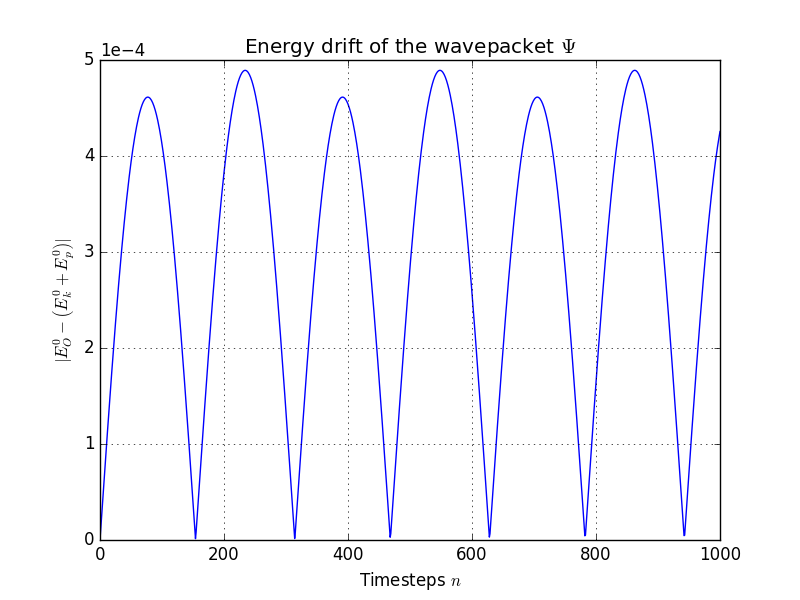 Energy drift of the wavepacket Ψ
1e−4
5
4
3
2
1
0
|E_O^0 − (E_k^0 + E_p^0)|
0 200 400 600 800 1000
Timesteps n